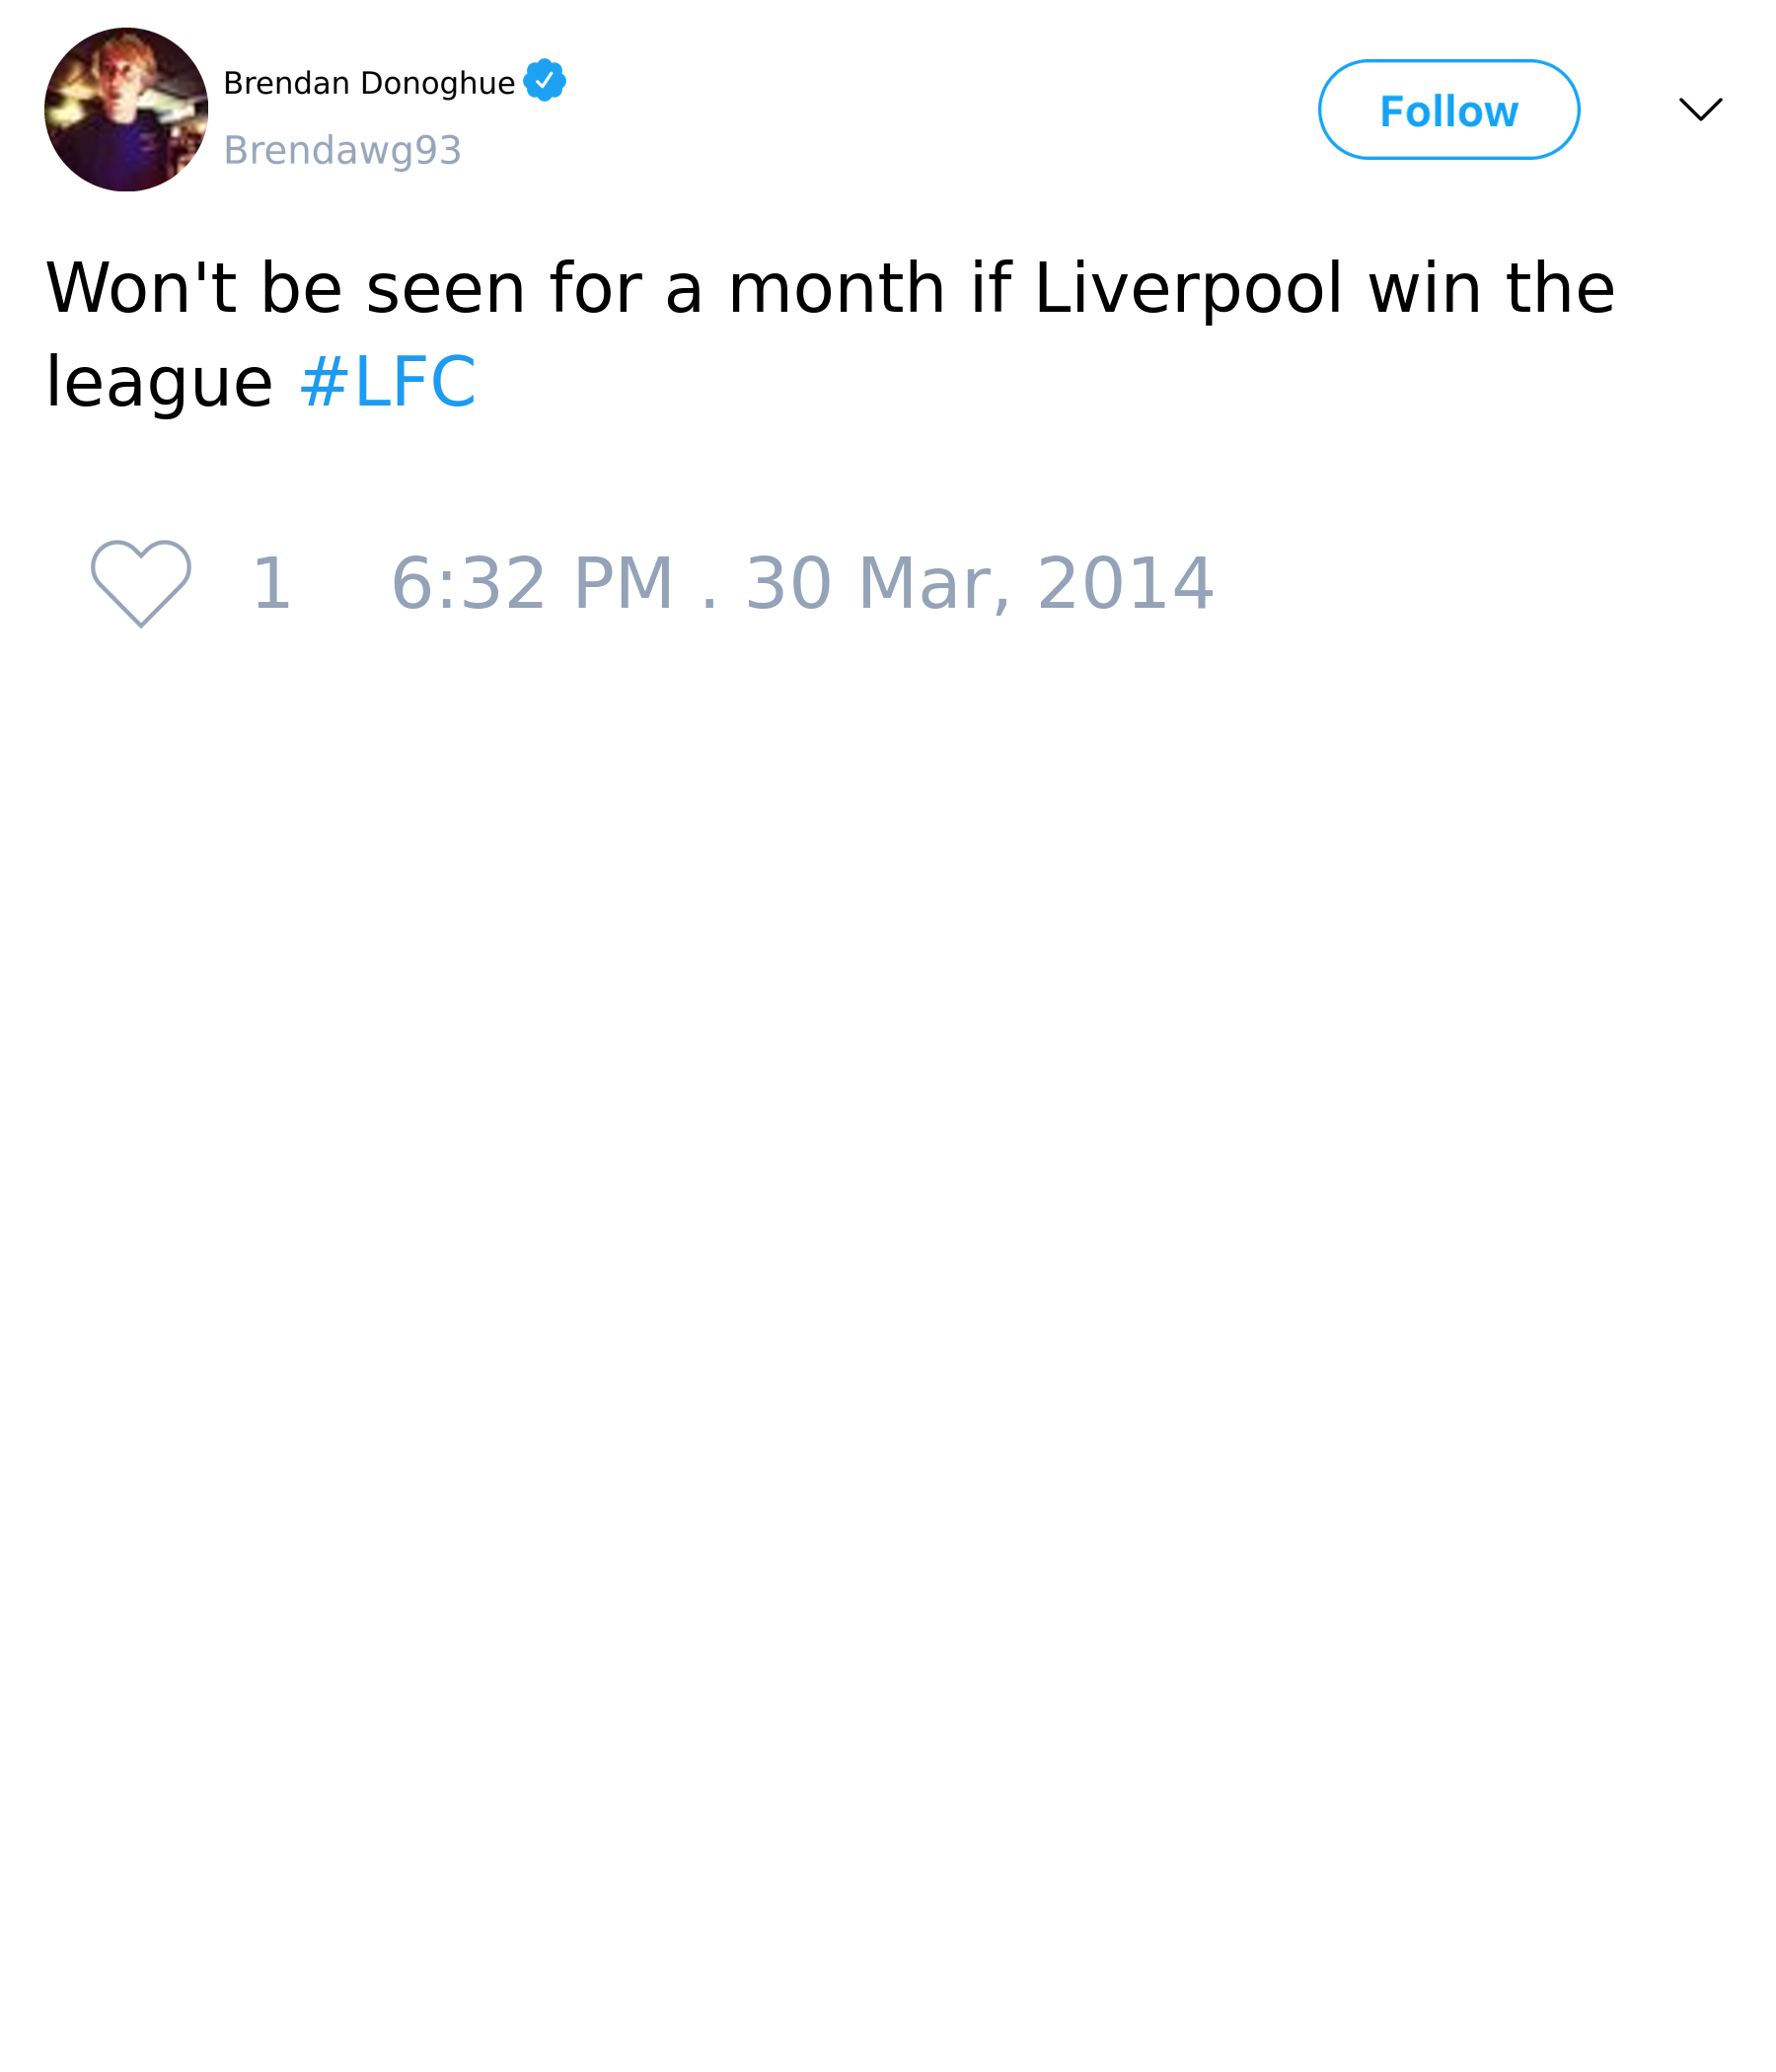 Brendan Donoghue
Brendawg93
Follow
Won't be seen for a month if Liverpool win the
league #LFC
1 6:32 PM . 30 Mar, 2014